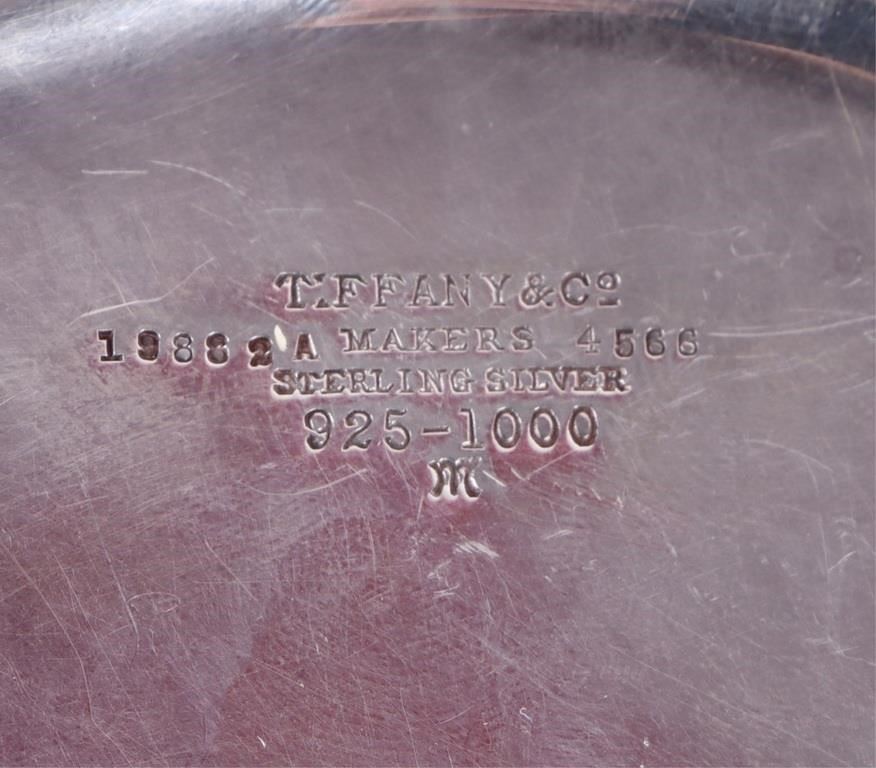 TIFFANY & Co
19882A MAKERS 4566
STERLING SILVER
925-1000
M